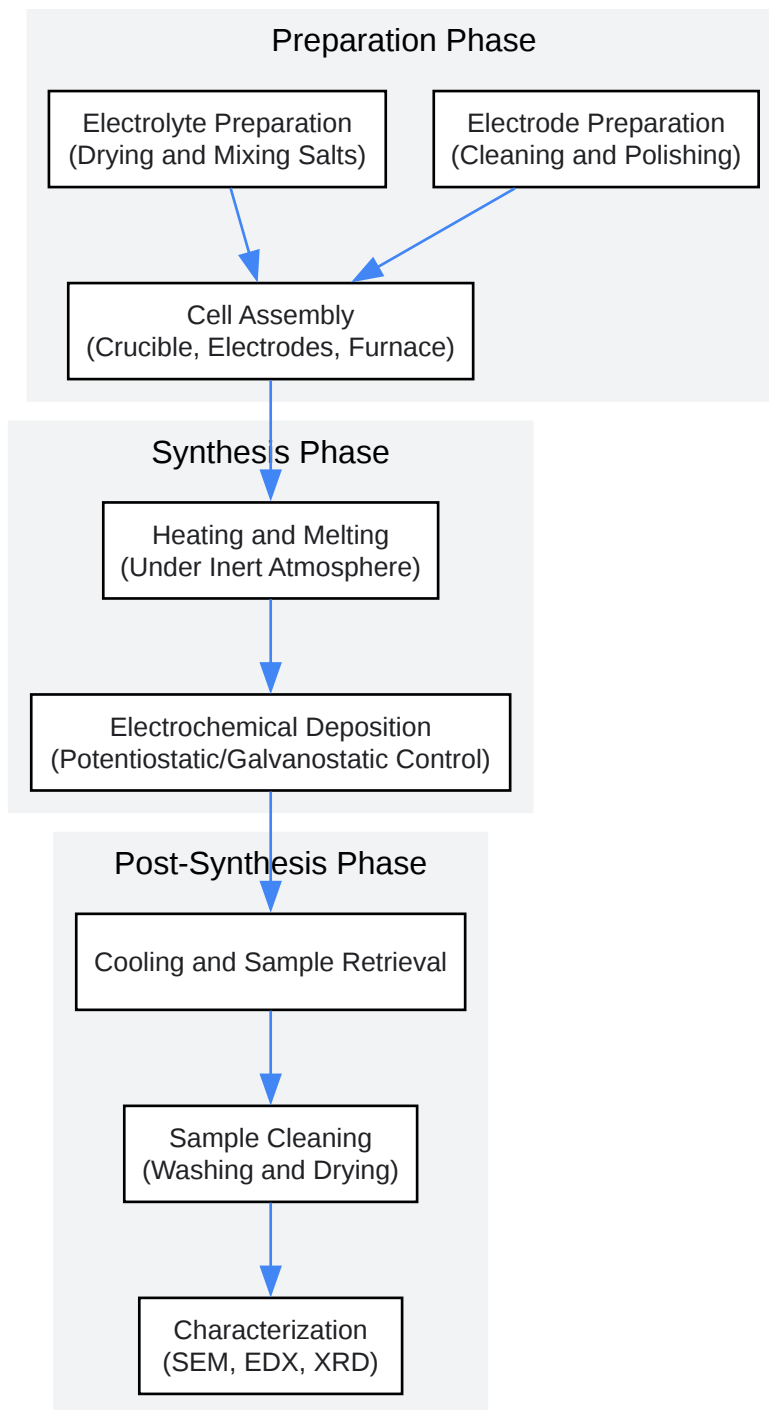 Preparation Phase
Electrolyte Preparation
(Drying and Mixing Salts)
Electrode Preparation
(Cleaning and Polishing)
Cell Assembly
(Crucible, Electrodes, Furnace)
Synthesis Phase
Heating and Melting
(Under Inert Atmosphere)
Electrochemical Deposition
(Potentiostatic/Galvanostatic Control)
Post-Synthesis Phase
Cooling and Sample Retrieval
Sample Cleaning
(Washing and Drying)
Characterization
(SEM, EDX, XRD)